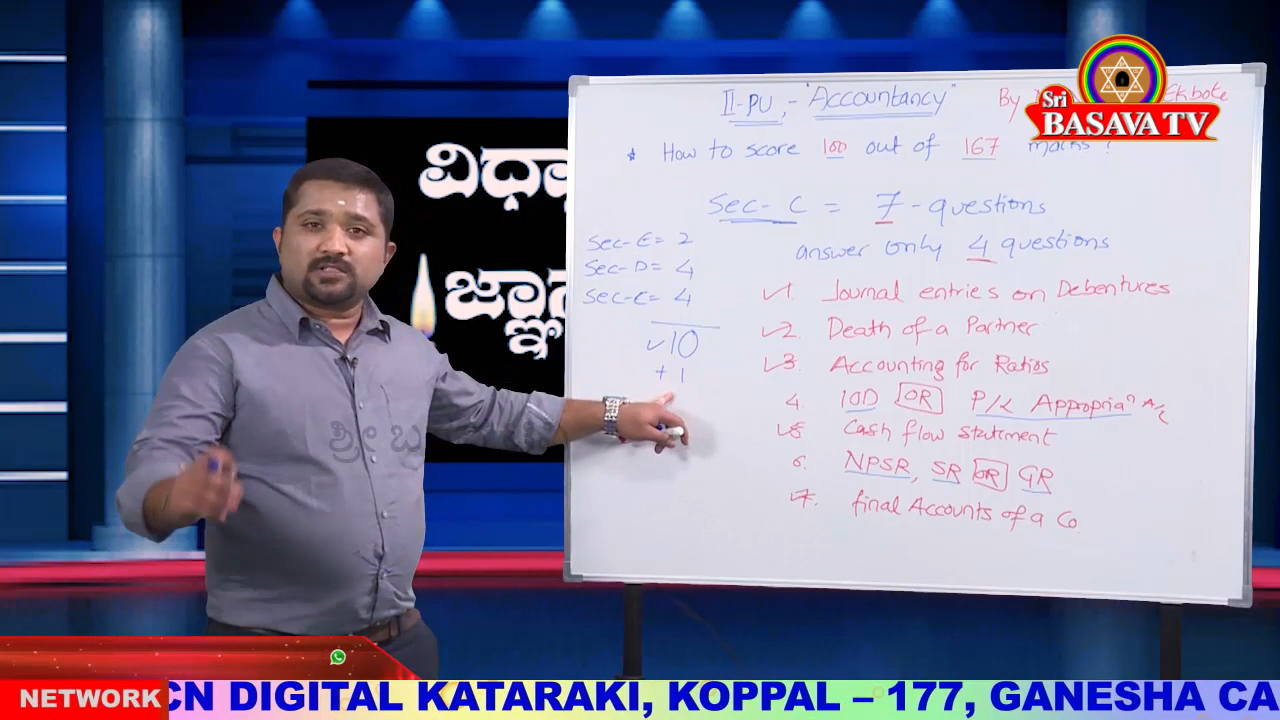 II-PU, - "Accountancy"
By Ekbote
Sri
BASAVA TV
* How to score 100 out of 167 marks?
Sec- C = 7-questions
answer only 4 questions
Sec-E= 2
Sec-D= 4
Sec-C= 4
✓10
+ 1
✓1. Journal entries on Debentures
✓2. Death of a Partner
✓3. Accounting for Ratios
4. IOD OR P/L Appropriaⁿ A/c
✓5 Cash flow statement
6. NPSR, SR OR GR
7. final Accounts of a Co.
ವಿಧ್ಯಾ
ಜ್ಞಾನ
ಶ್ರೀ ಬ
NETWORK
CN DIGITAL KATARAKI, KOPPAL – 177, GANESHA CA